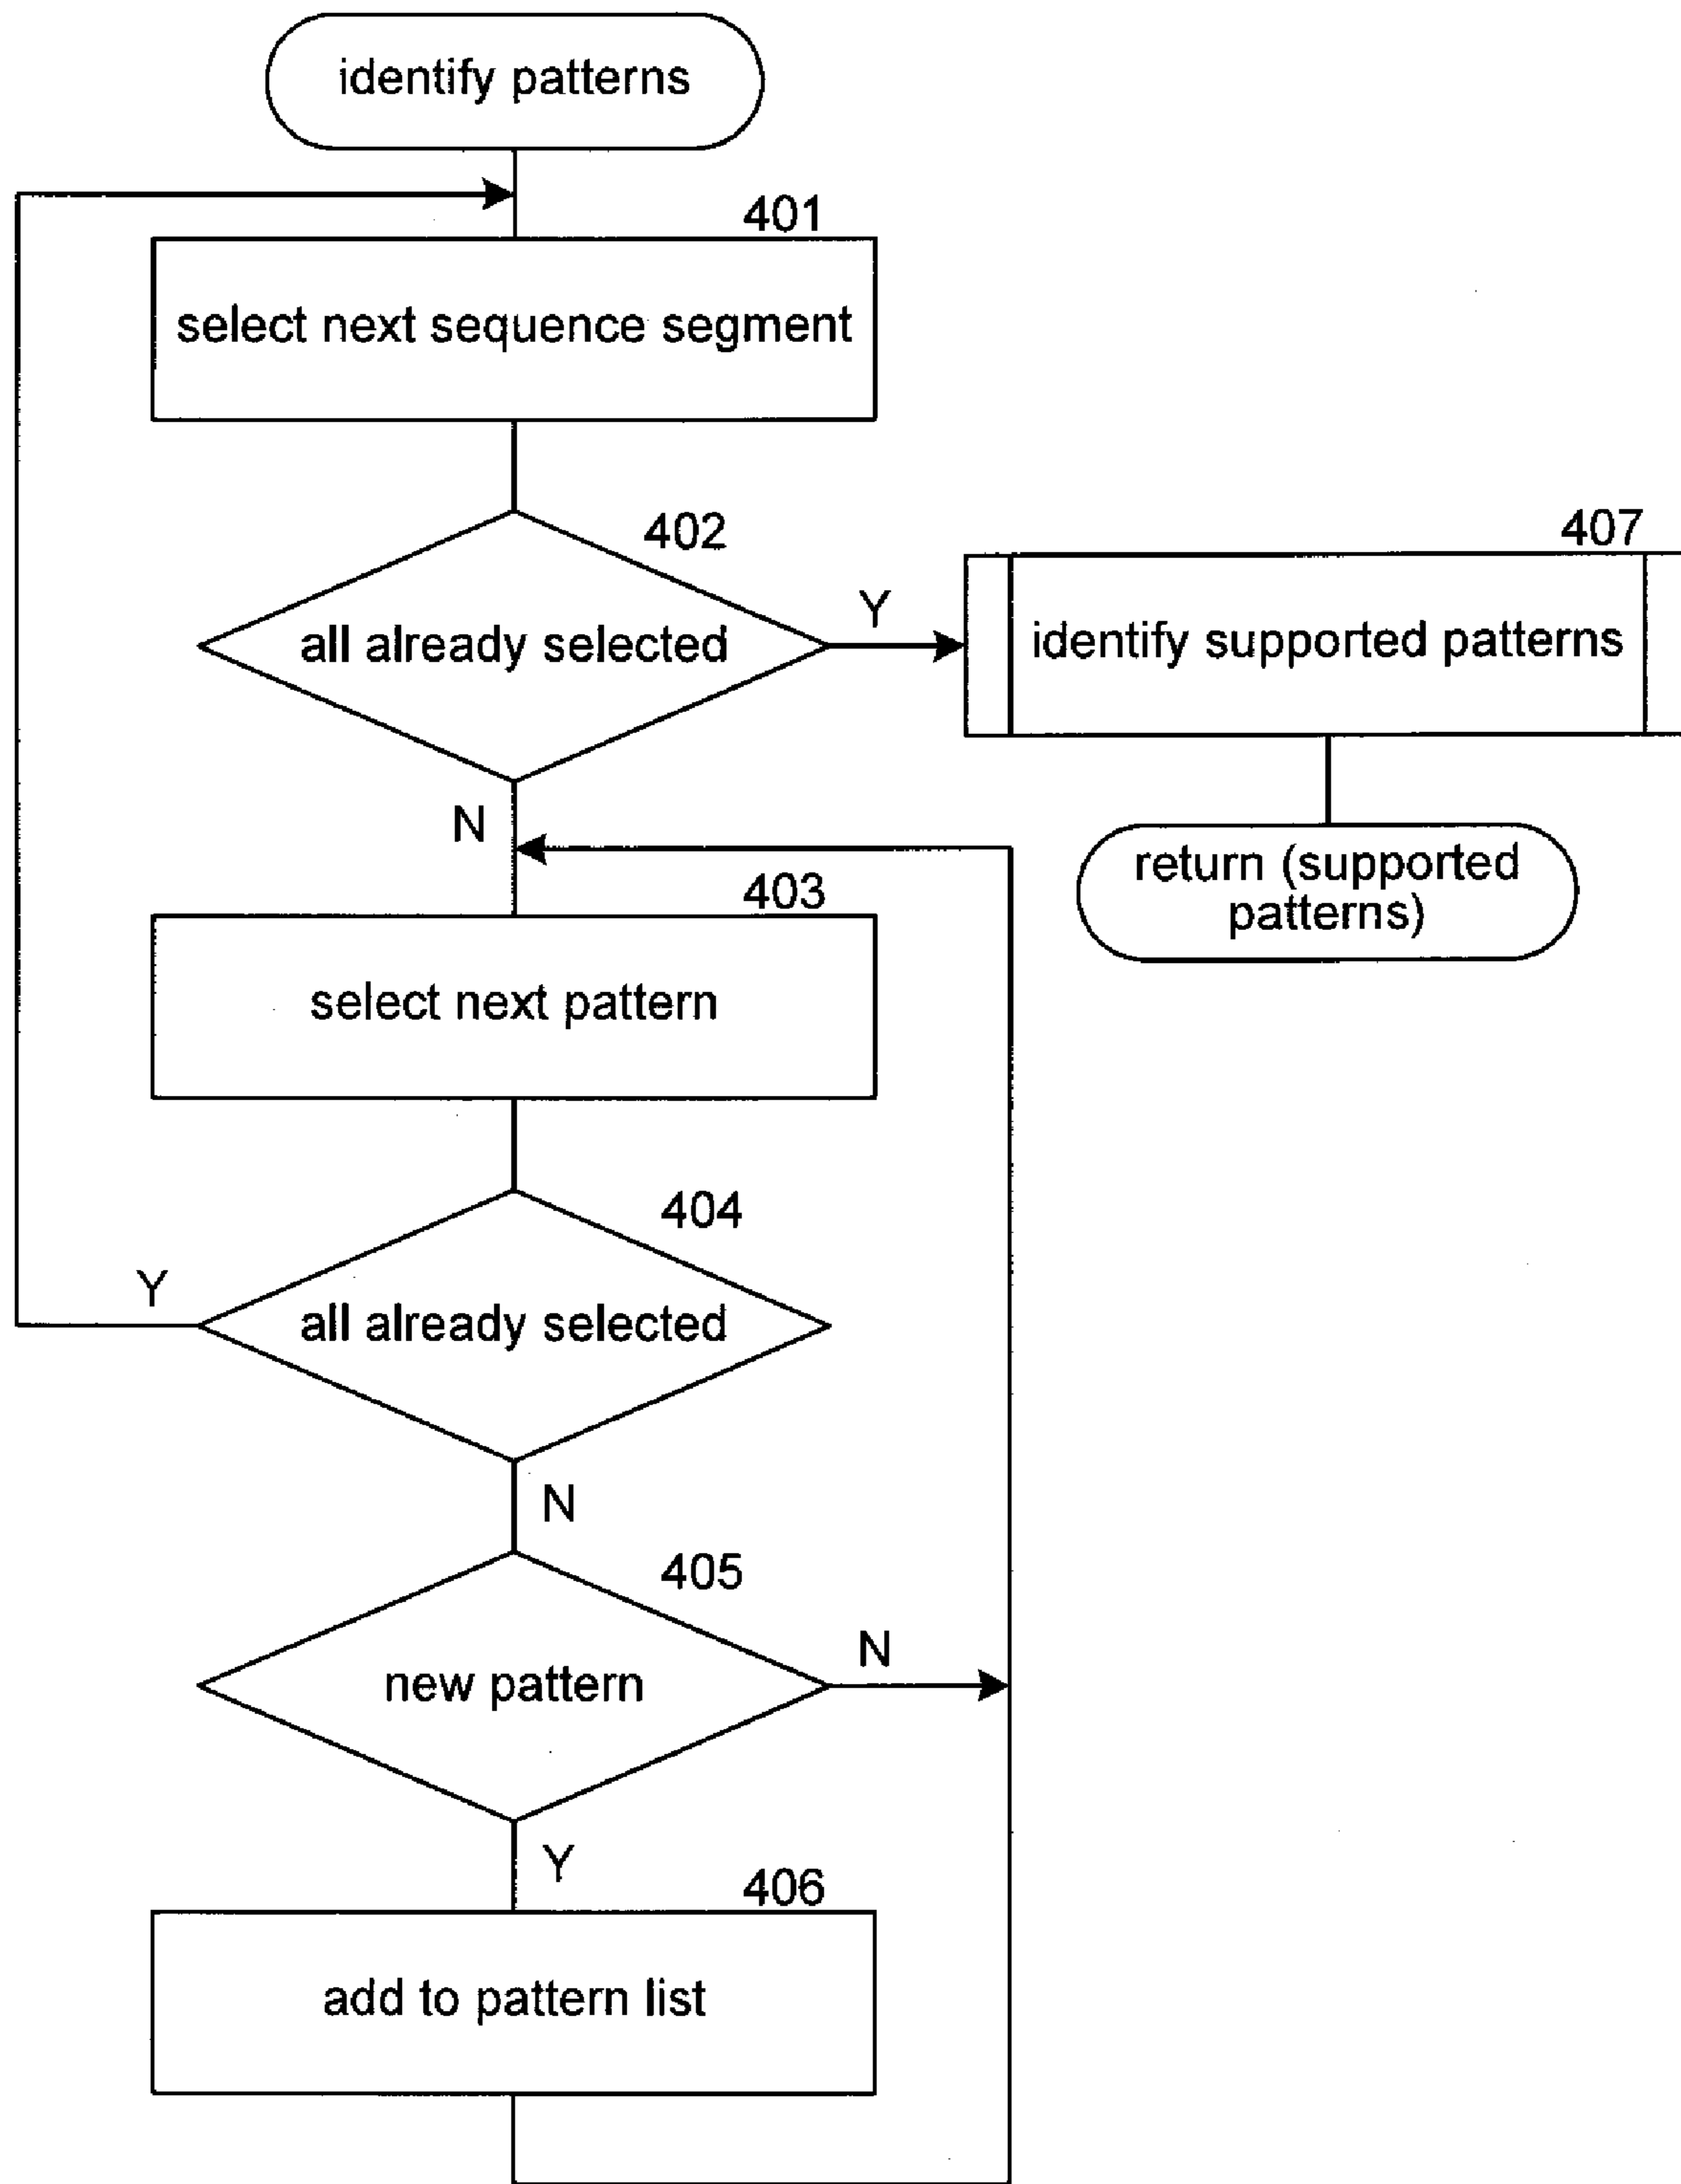 identify patterns
401
select next sequence segment
402
all already selected
Y
407
identify supported patterns
N
return (supported
patterns)
403
select next pattern
404
Y
all already selected
N
405
new pattern
N
Y
406
add to pattern list